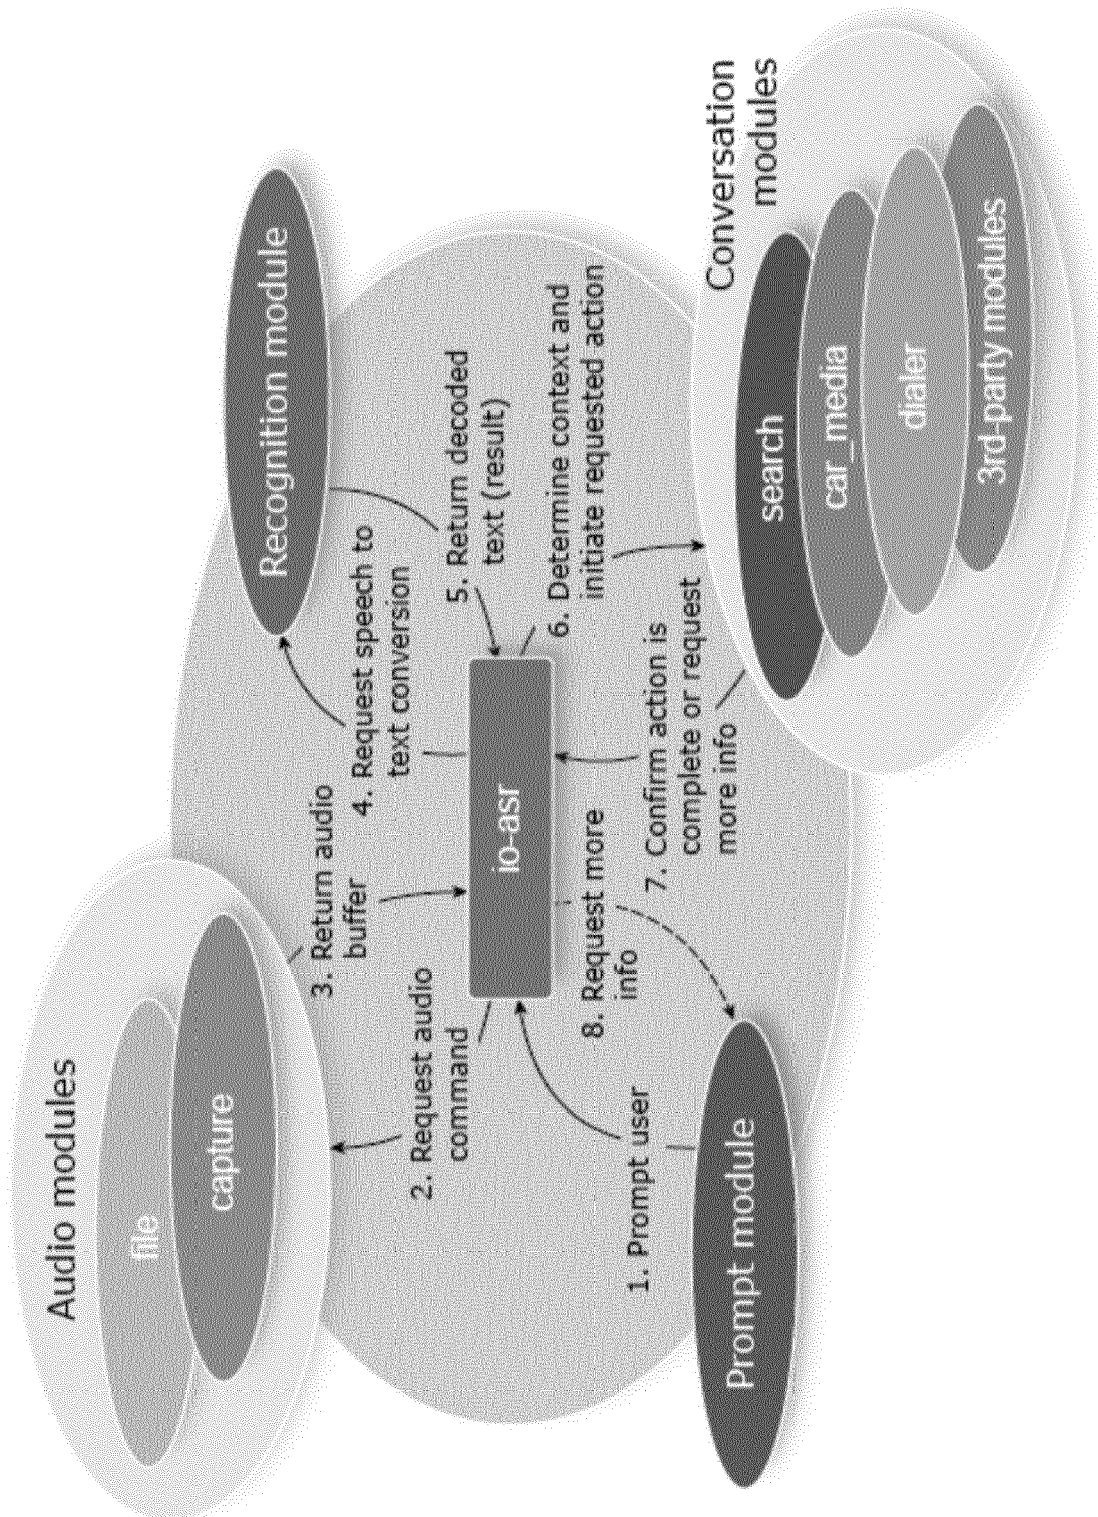 Audio modules
file
capture
Recognition module
3. Return audio
buffer
4. Request speech to
text conversion
2. Request audio
command
5. Return decoded
text (result)
io-asr
6. Determine context and
initiate requested action
8. Request more
info
1. Prompt user
7. Confirm action is
complete or request
more info
Prompt module
Conversation
modules
search
car_media
dialer
3rd-party modules